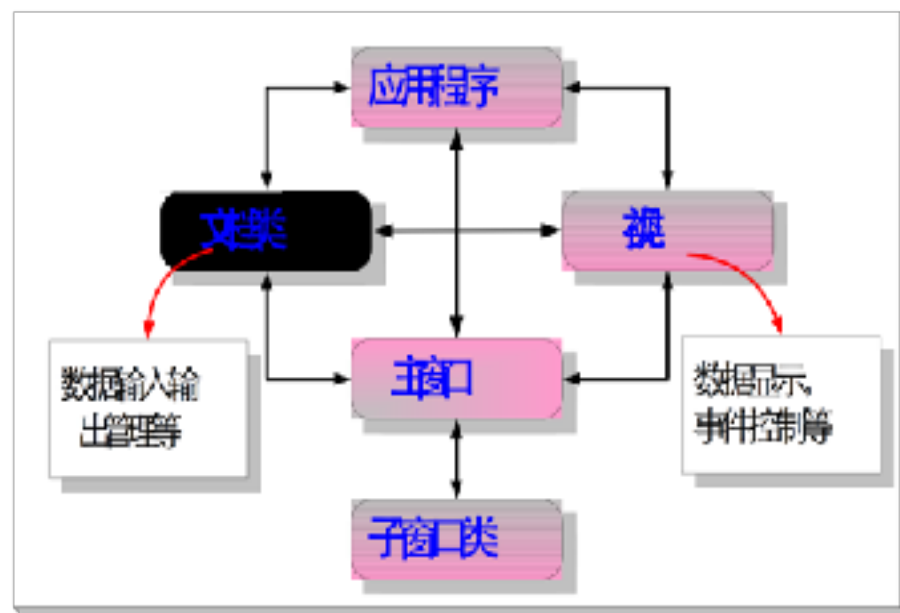 应用程序
文档类
视
主窗口
数据输入输
出管理等
数据显示,
事件控制等
子窗口类